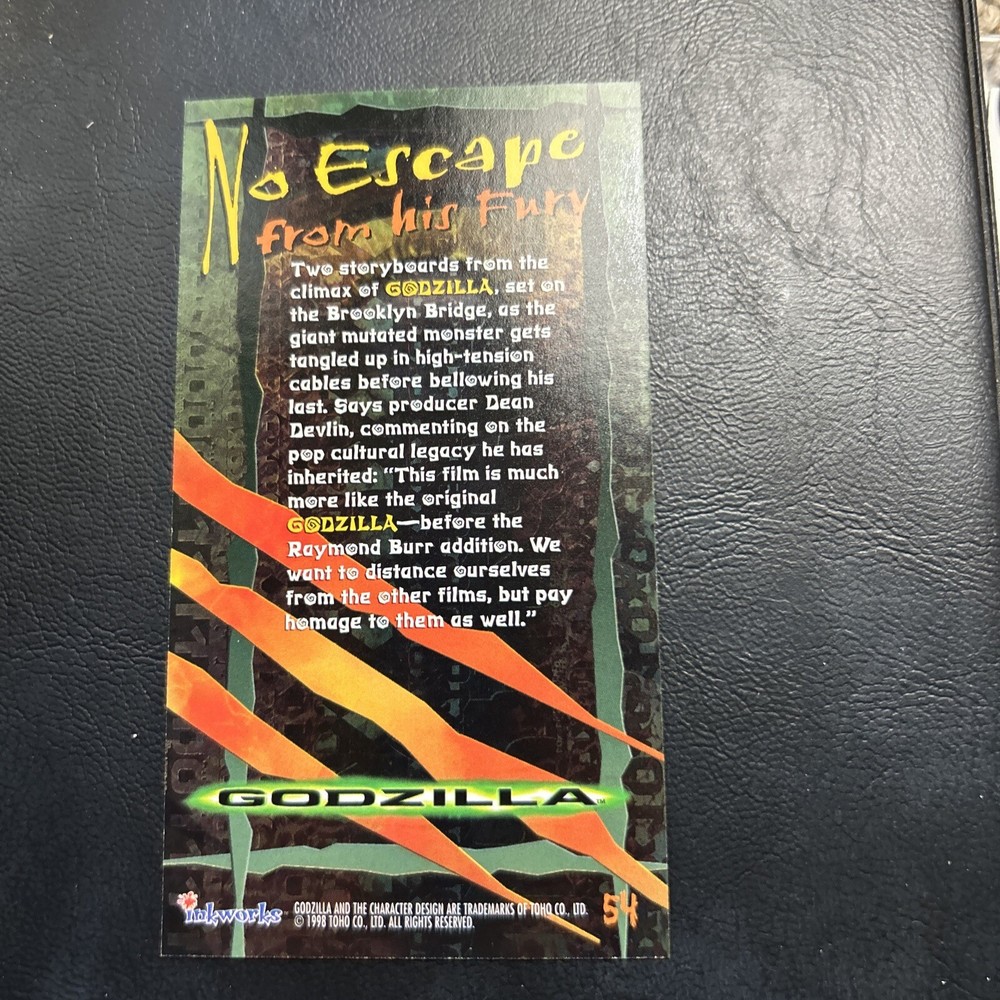 No Escape
from his Fury
Two storyboards from the
climax of GODZILLA, set on
the Brooklyn Bridge, as the
giant mutated monster gets
tangled up in high-tension
cables before bellowing his
last. Says producer Dean
Devlin, commenting on the
pop cultural legacy he has
inherited: “This film is much
more like the original
GODZILLA—before the
Raymond Burr addition. We
want to distance ourselves
from the other films, but pay
homage to them as well.”
GODZILLA™
inkworks
GODZILLA AND THE CHARACTER DESIGN ARE TRADEMARKS OF TOHO CO., LTD.
© 1998 TOHO CO., LTD. ALL RIGHTS RESERVED.
54